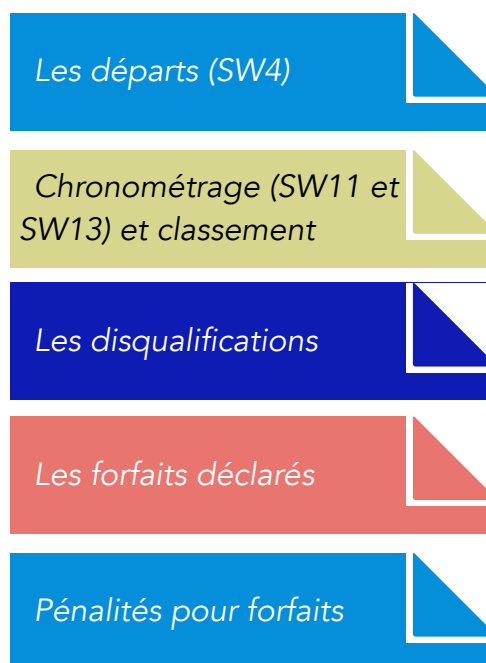 Les départs (SW4)
Chronométrage (SW11 et
SW13) et classement
Les disqualifications
Les forfaits déclarés
Pénalités pour forfaits